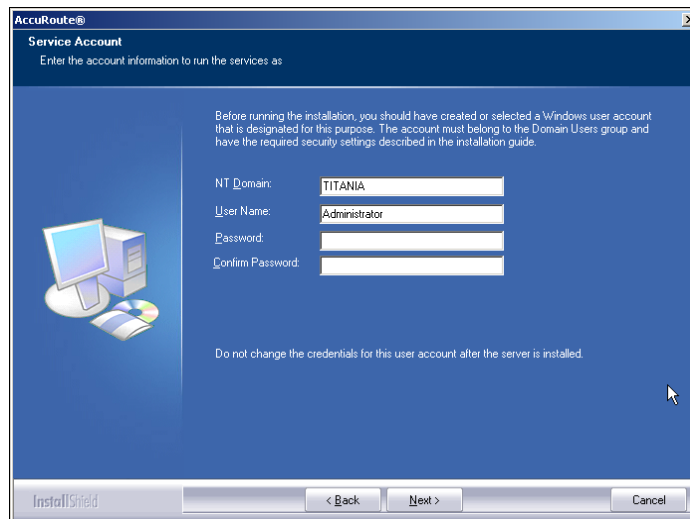 AccuRoute®
Service Account
Enter the account information to run the services as
Before running the installation, you should have created or selected a Windows user account
that is designated for this purpose. The account must belong to the Domain Users group and
have the required security settings described in the installation guide.
NT Domain: TITANIA
User Name: Administrator
Password:
Confirm Password:
Do not change the credentials for this user account after the server is installed.
InstallShield
< Back Next > Cancel